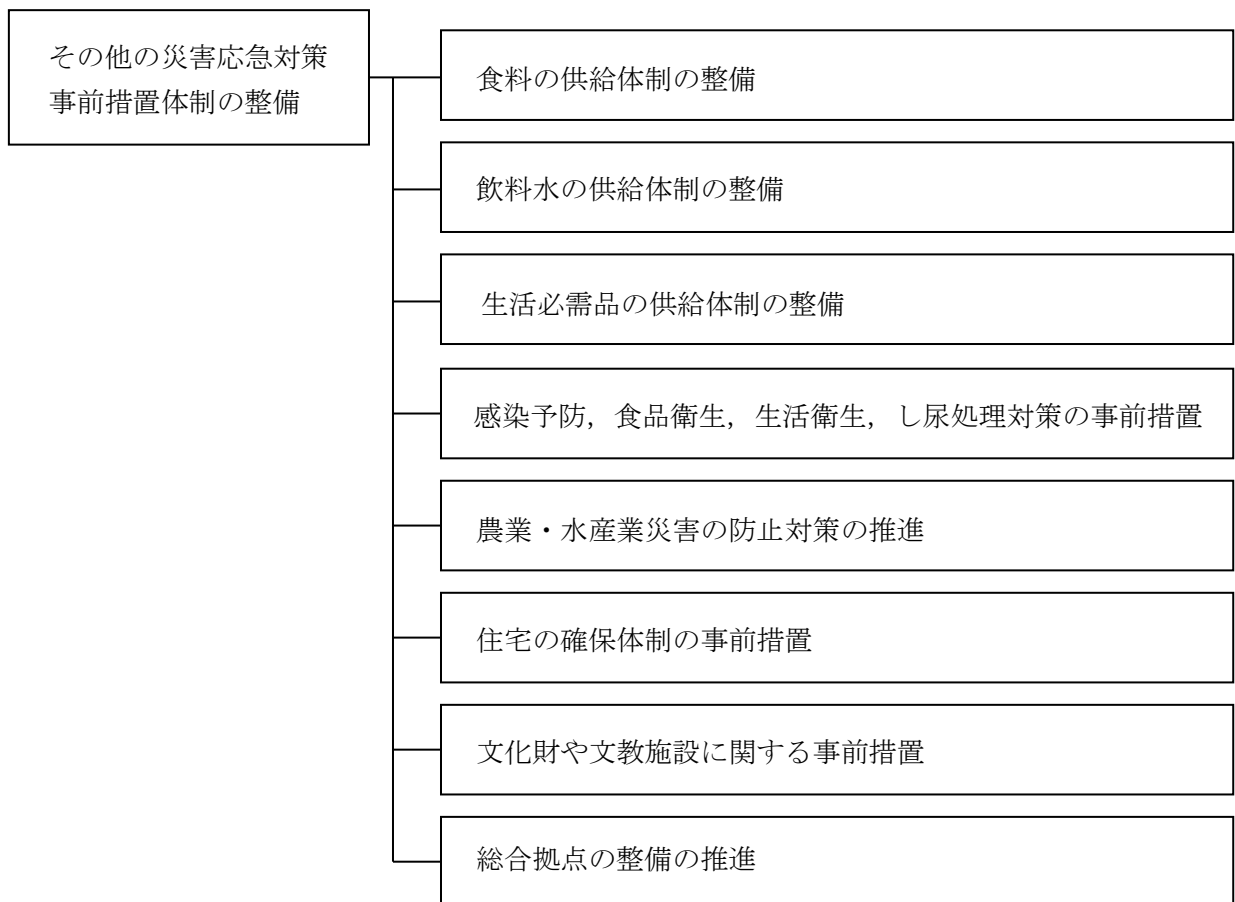 その他の災害応急対策
事前措置体制の整備
食料の供給体制の整備
飲料水の供給体制の整備
生活必需品の供給体制の整備
感染予防，食品衛生，生活衛生，し尿処理対策の事前措置
農業・水産業災害の防止対策の推進
住宅の確保体制の事前措置
文化財や文教施設に関する事前措置
総合拠点の整備の推進